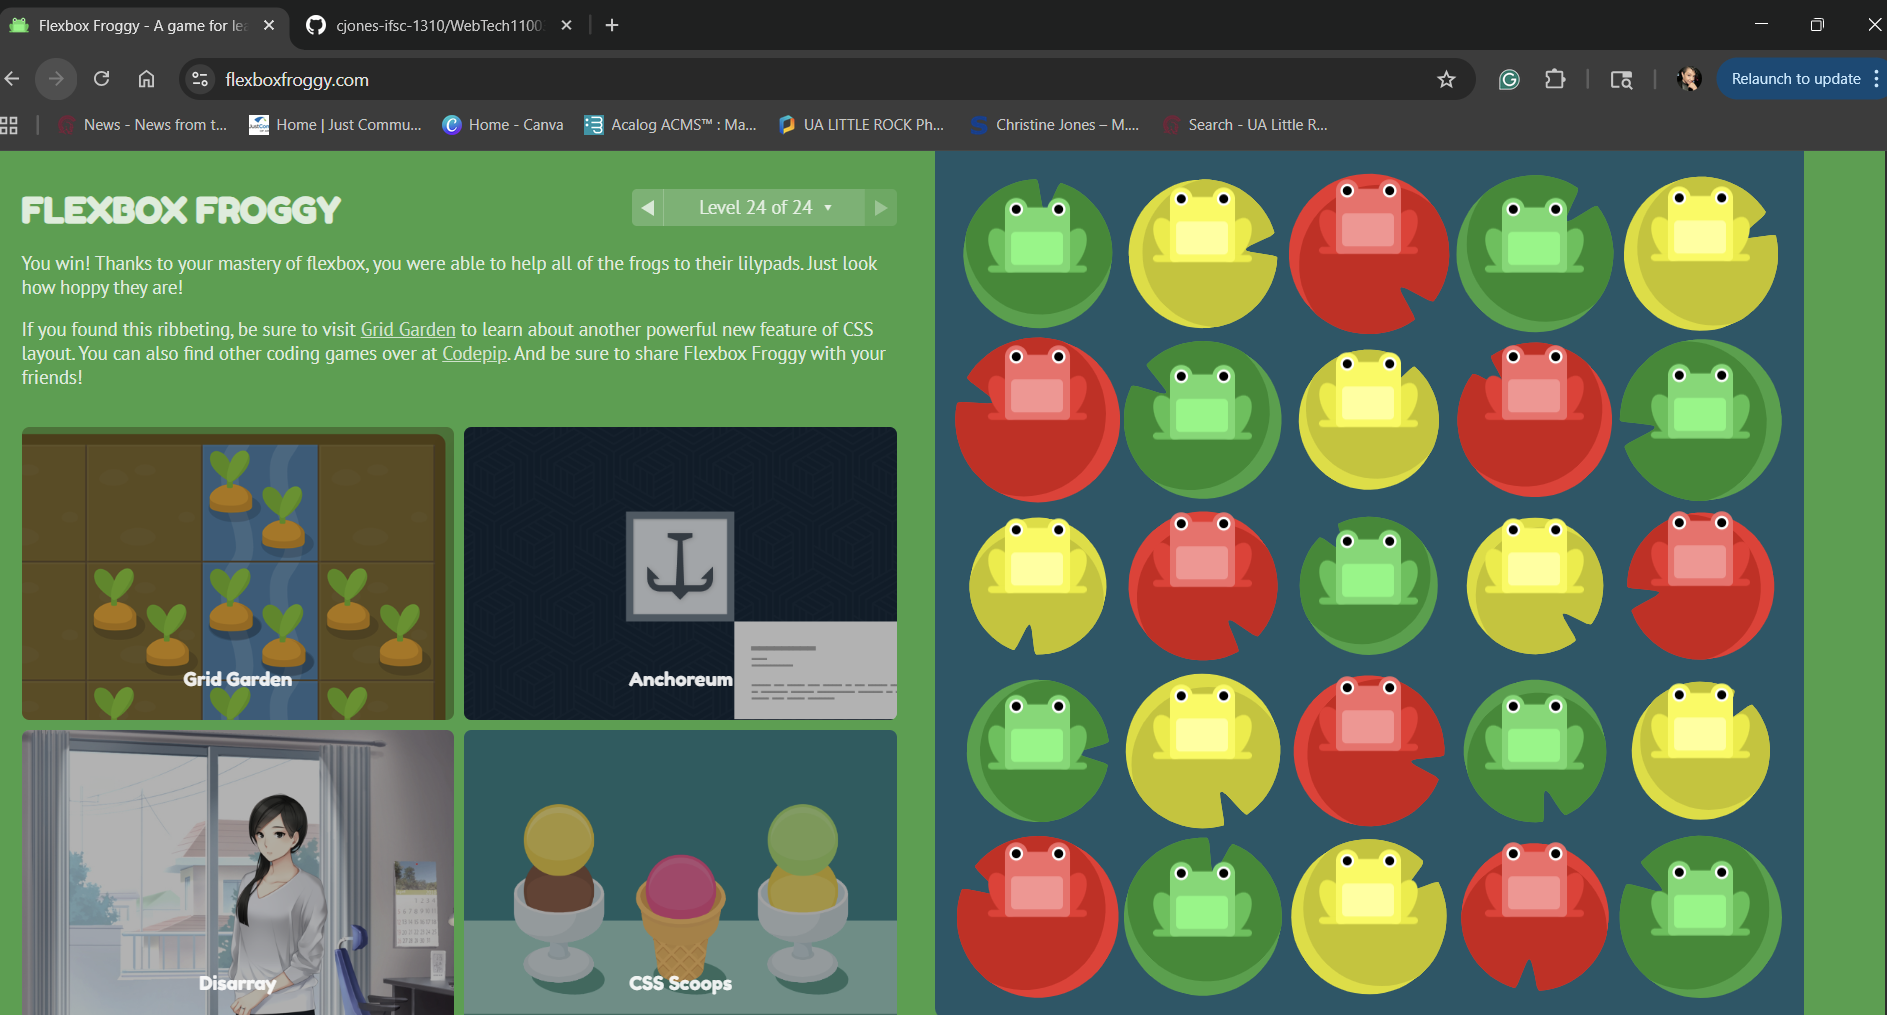 Flexbox Froggy - A game for lea
cjones-ifsc-1310/WebTech1100
flexboxfroggy.com
Relaunch to update
News - News from t...
Home | Just Commu...
Home - Canva
Acalog ACMS™ : Ma...
UA LITTLE ROCK Ph...
Christine Jones – M....
Search - UA Little R...
FLEXBOX FROGGY
Level 24 of 24
You win! Thanks to your mastery of flexbox, you were able to help all of the frogs to their lilypads. Just look
how hoppy they are!
If you found this ribbeting, be sure to visit Grid Garden to learn about another powerful new feature of CSS
layout. You can also find other coding games over at Codepip. And be sure to share Flexbox Froggy with your
friends!
Grid Garden
Anchoreum
Disarray
CSS Scoops